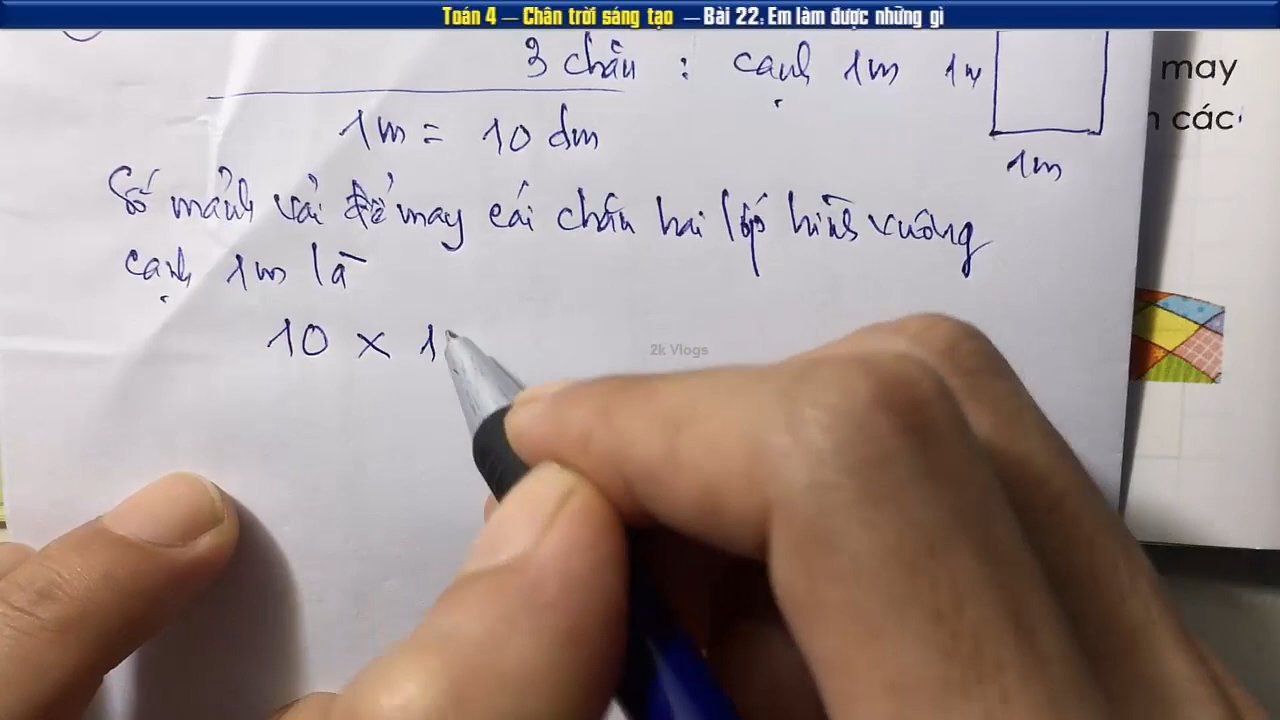 Toán 4 – Chân trời sáng tạo – Bài 22: Em làm được những gì
3 chăn : cạnh 1m 1m
may
các
1m = 10 dm
1m
Số mảnh vải để may cái chăn hai lớp hình vuông
cạnh 1m là
10 x 1
2k Vlogs